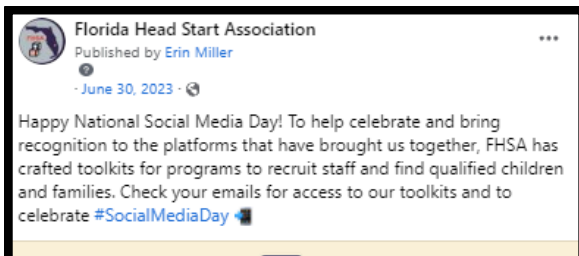 Florida Head Start Association
Published by Erin Miller
· June 30, 2023 ·
Happy National Social Media Day! To help celebrate and bring
recognition to the platforms that have brought us together, FHSA has
crafted toolkits for programs to recruit staff and find qualified children
and families. Check your emails for access to our toolkits and to
celebrate #SocialMediaDay 📲